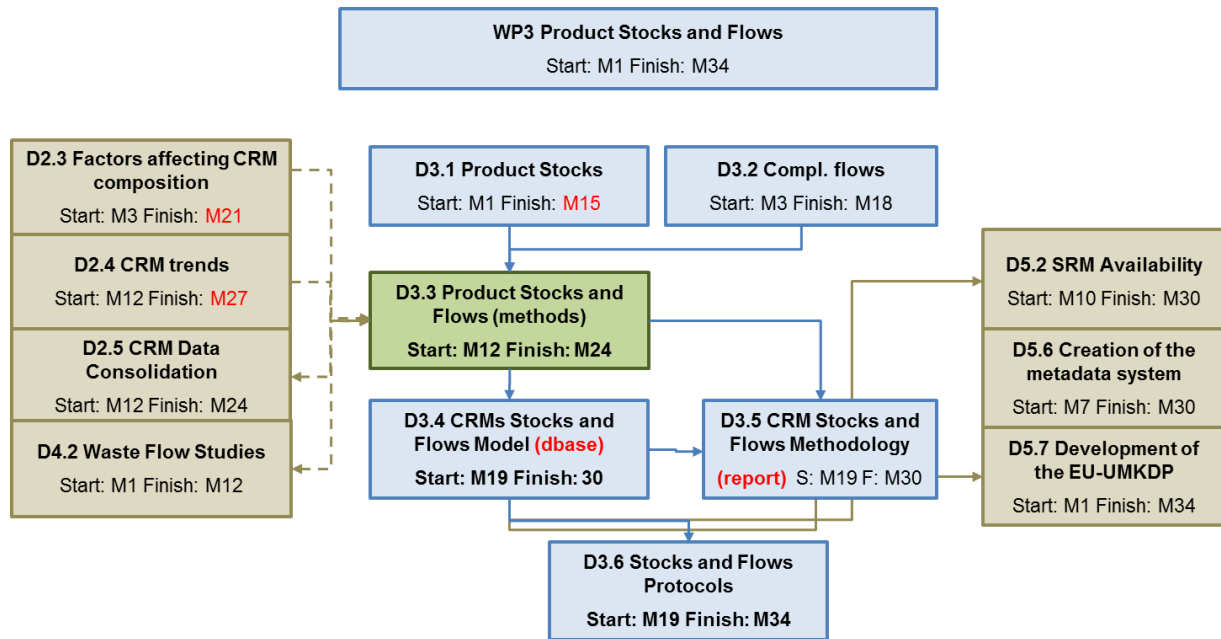 WP3 Product Stocks and Flows
Start: M1 Finish: M34
D2.3 Factors affecting CRM
composition
Start: M3 Finish: M21
D2.4 CRM trends
Start: M12 Finish: M27
D2.5 CRM Data
Consolidation
Start: M12 Finish: M24
D4.2 Waste Flow Studies
Start: M1 Finish: M12
D3.1 Product Stocks
Start: M1 Finish: M15
D3.2 Compl. flows
Start: M3 Finish: M18
D3.3 Product Stocks and
Flows (methods)
Start: M12 Finish: M24
D3.4 CRMs Stocks and
Flows Model (dbase)
Start: M19 Finish: 30
D3.5 CRM Stocks and
Flows Methodology
(report) S: M19 F: M30
D3.6 Stocks and Flows
Protocols
Start: M19 Finish: M34
D5.2 SRM Availability
Start: M10 Finish: M30
D5.6 Creation of the
metadata system
Start: M7 Finish: M30
D5.7 Development of
the EU-UMKDP
Start: M1 Finish: M34